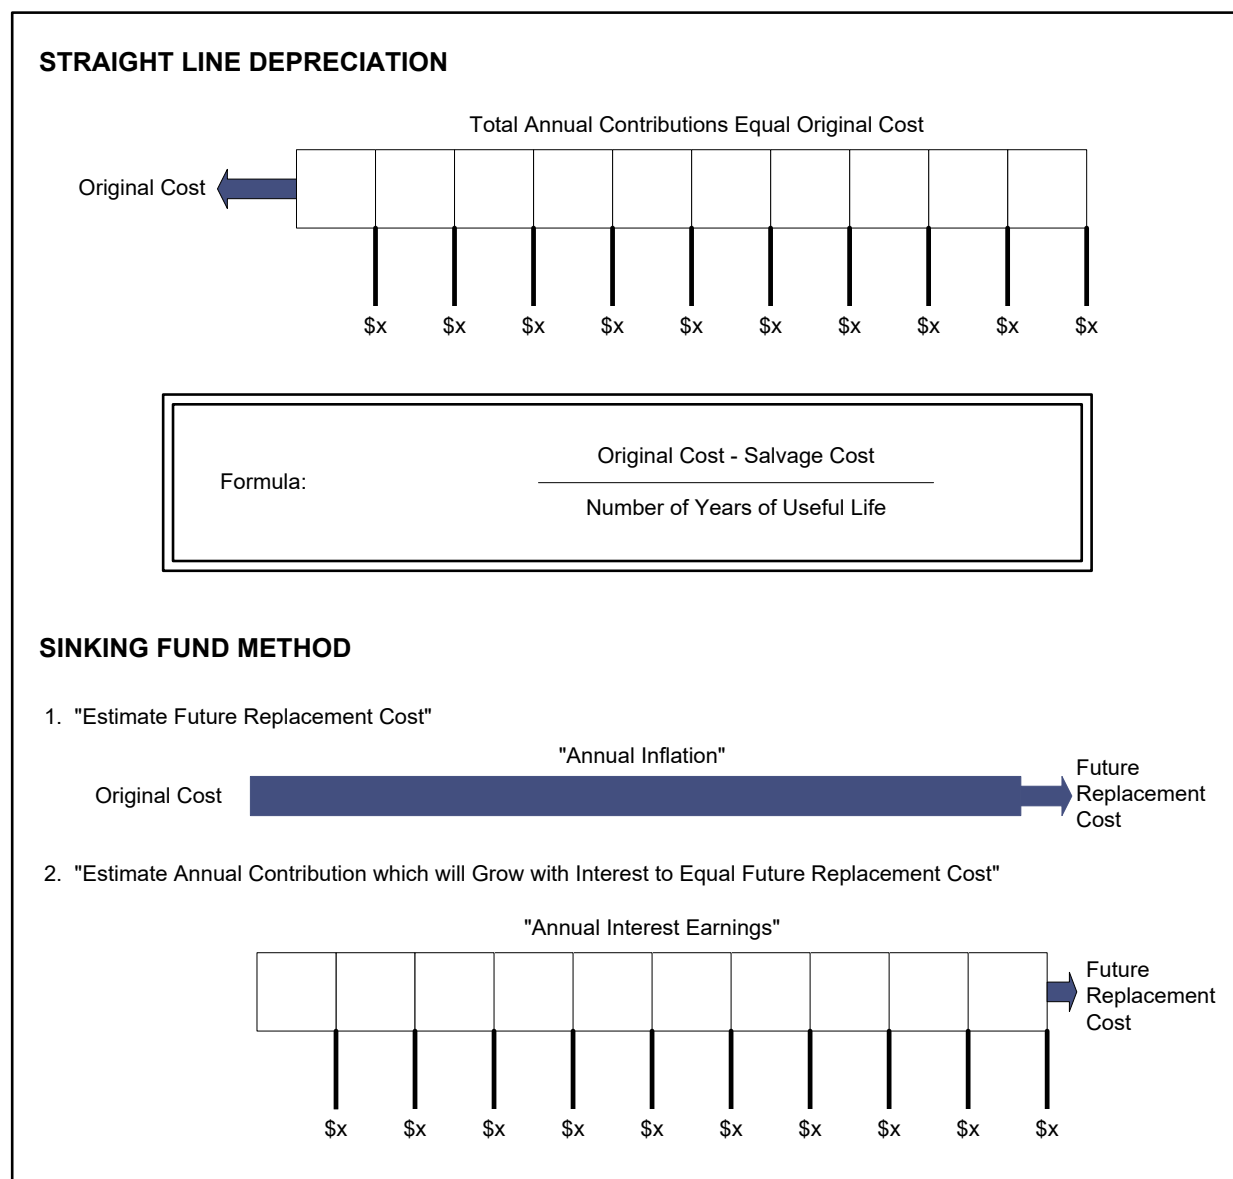 STRAIGHT LINE DEPRECIATION
Total Annual Contributions Equal Original Cost
Original Cost
$x $x $x $x $x $x $x $x $x $x
Original Cost - Salvage Cost
Formula:
Number of Years of Useful Life
SINKING FUND METHOD
1. "Estimate Future Replacement Cost"
"Annual Inflation"
Original Cost
Future
Replacement
Cost
2. "Estimate Annual Contribution which will Grow with Interest to Equal Future Replacement Cost"
"Annual Interest Earnings"
Future
Replacement
Cost
$x $x $x $x $x $x $x $x $x $x